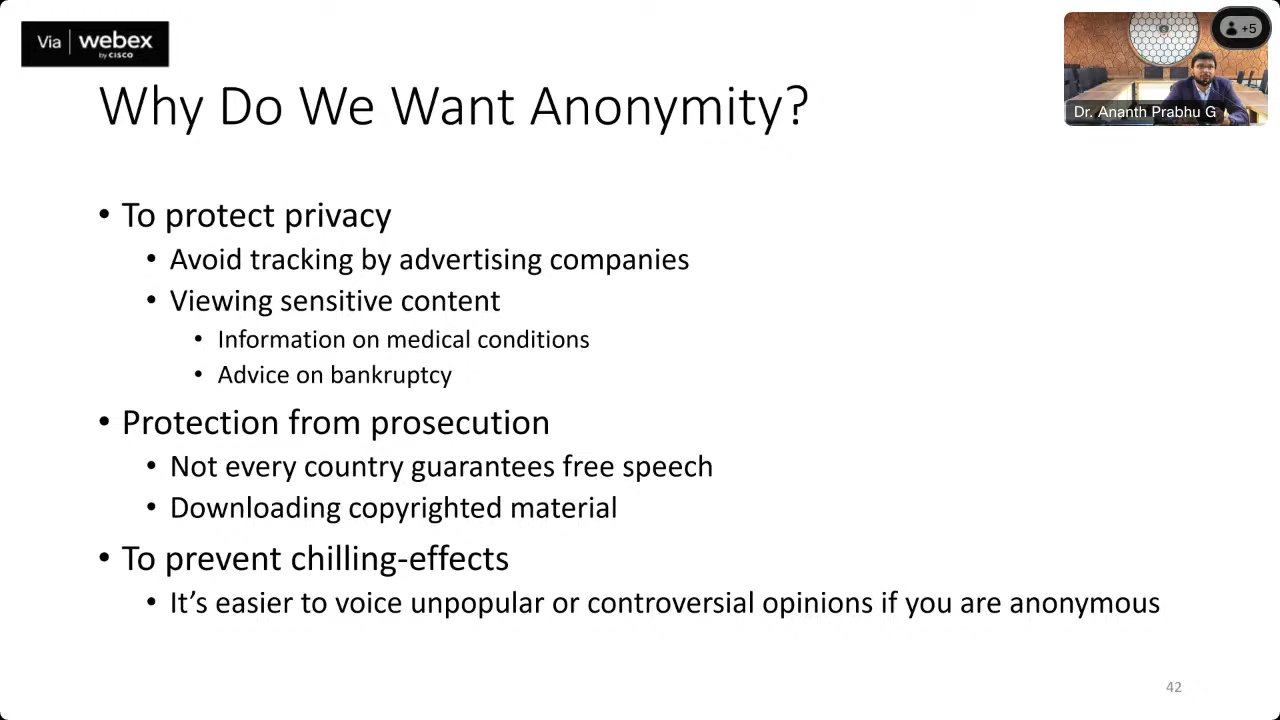 Via | webex
by CISCO
+5
Dr. Ananth Prabhu G
Why Do We Want Anonymity?
• To protect privacy
• Avoid tracking by advertising companies
• Viewing sensitive content
• Information on medical conditions
• Advice on bankruptcy
• Protection from prosecution
• Not every country guarantees free speech
• Downloading copyrighted material
• To prevent chilling-effects
• It’s easier to voice unpopular or controversial opinions if you are anonymous
42